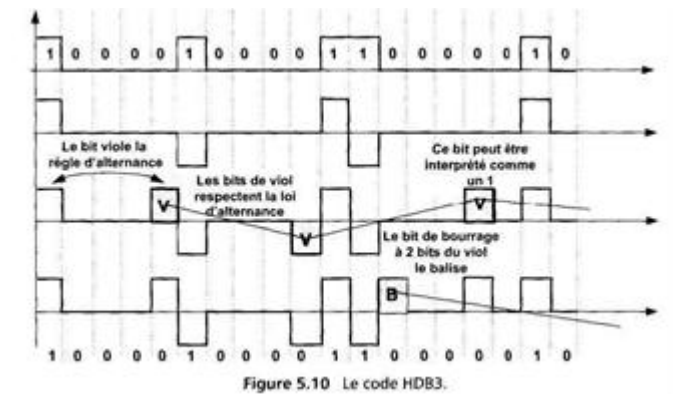 1 0 0 0 0 1 0 0 0 0 1 1 0 0 0 0 0 1 0
Le bit viole la
règle d'alternance
Les bits de viol
respectent la loi
d'alternance
Ce bit peut être
interprété comme
un 1
V
V
V
Le bit de bourrage
à 2 bits du viol
le balise
B
1 0 0 0 0 1 0 0 0 0 1 1 0 0 0 0 0 1 0
Figure 5.10 Le code HDB3.